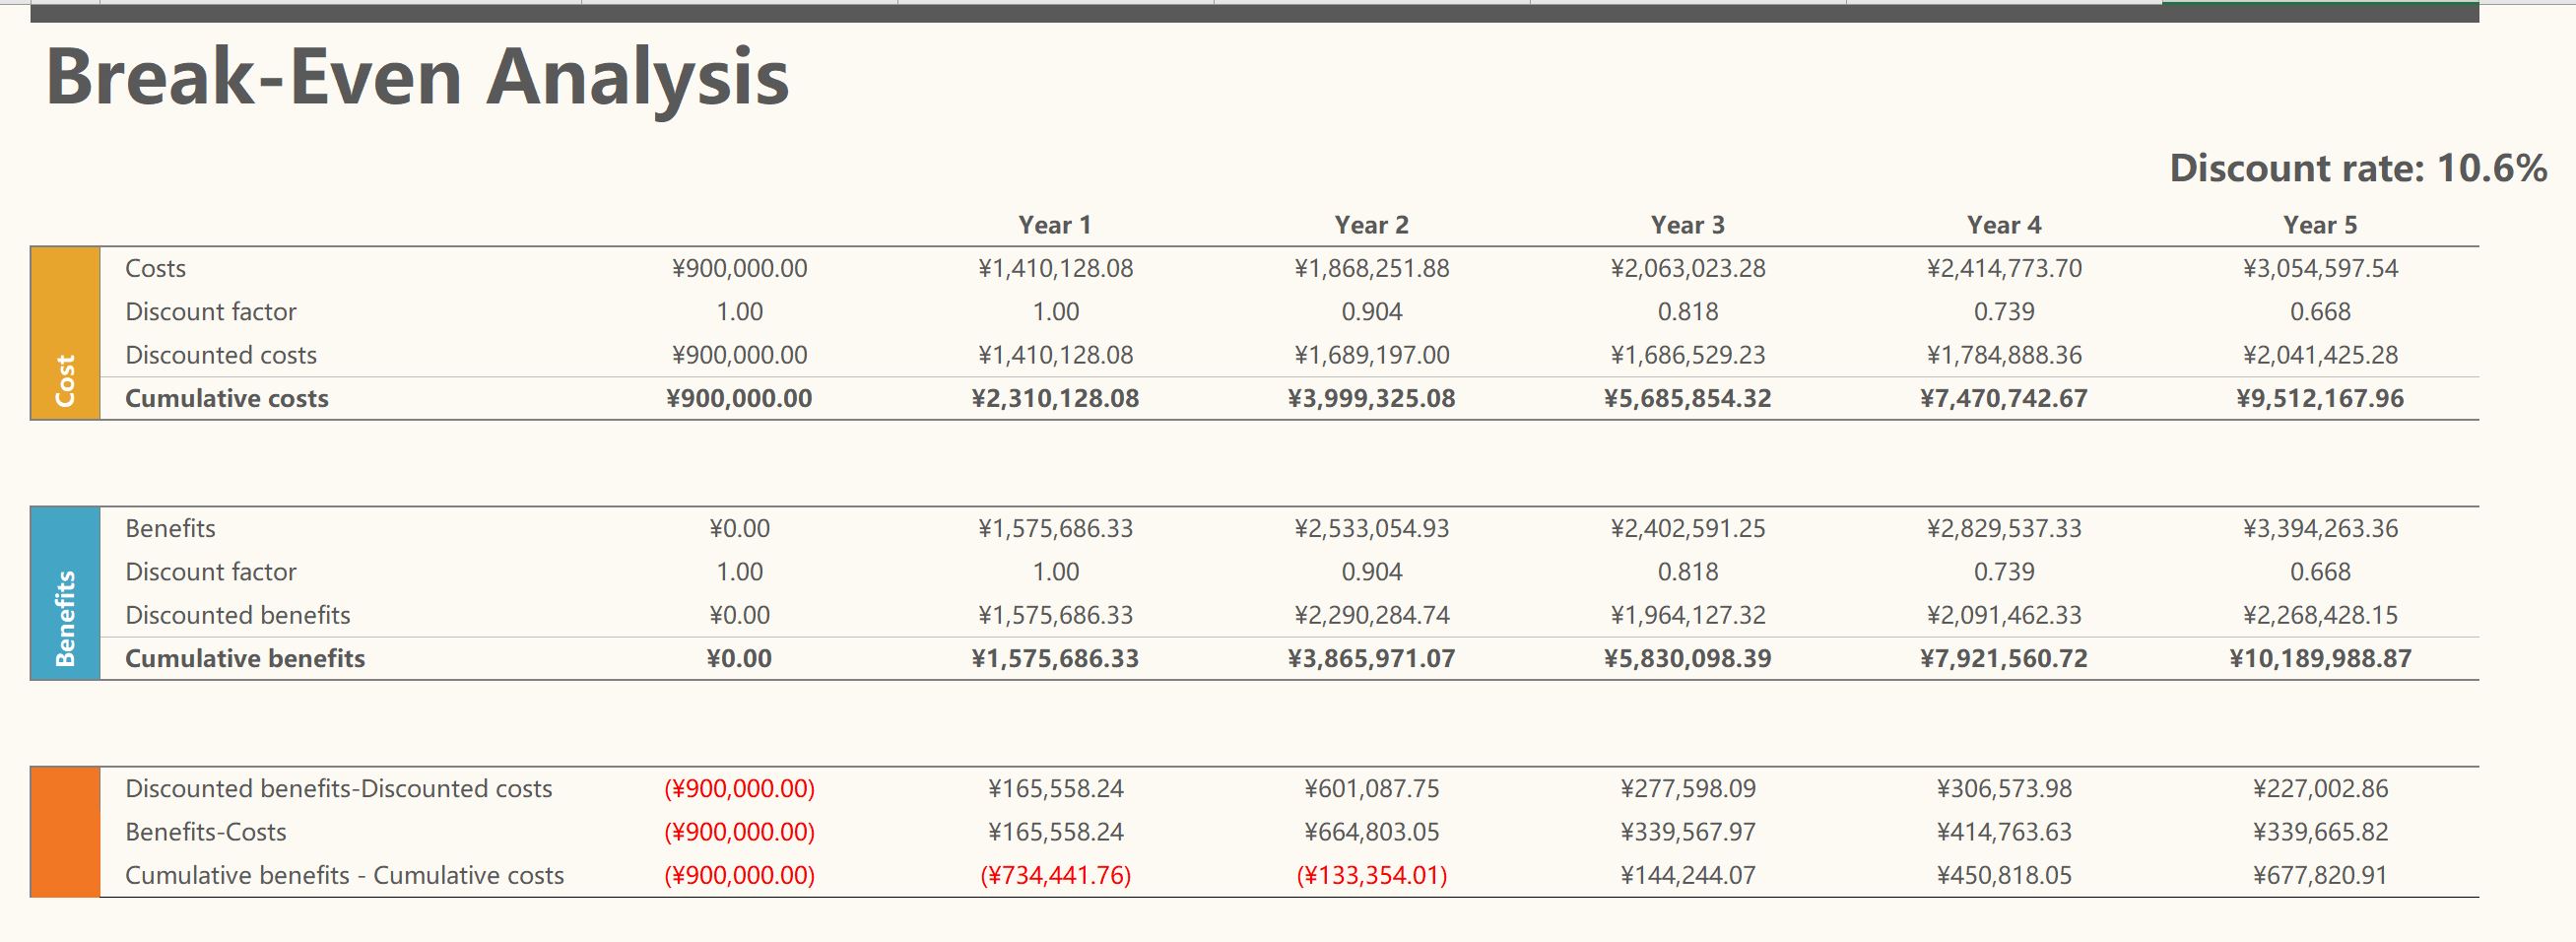 Break-Even Analysis
Discount rate: 10.6%
Year 1 Year 2 Year 3 Year 4 Year 5
Cost
Costs ¥900,000.00 ¥1,410,128.08 ¥1,868,251.88 ¥2,063,023.28 ¥2,414,773.70 ¥3,054,597.54
Discount factor 1.00 1.00 0.904 0.818 0.739 0.668
Discounted costs ¥900,000.00 ¥1,410,128.08 ¥1,689,197.00 ¥1,686,529.23 ¥1,784,888.36 ¥2,041,425.28
Cumulative costs ¥900,000.00 ¥2,310,128.08 ¥3,999,325.08 ¥5,685,854.32 ¥7,470,742.67 ¥9,512,167.96
Benefits
Benefits ¥0.00 ¥1,575,686.33 ¥2,533,054.93 ¥2,402,591.25 ¥2,829,537.33 ¥3,394,263.36
Discount factor 1.00 1.00 0.904 0.818 0.739 0.668
Discounted benefits ¥0.00 ¥1,575,686.33 ¥2,290,284.74 ¥1,964,127.32 ¥2,091,462.33 ¥2,268,428.15
Cumulative benefits ¥0.00 ¥1,575,686.33 ¥3,865,971.07 ¥5,830,098.39 ¥7,921,560.72 ¥10,189,988.87
Discounted benefits-Discounted costs (¥900,000.00) ¥165,558.24 ¥601,087.75 ¥277,598.09 ¥306,573.98 ¥227,002.86
Benefits-Costs (¥900,000.00) ¥165,558.24 ¥664,803.05 ¥339,567.97 ¥414,763.63 ¥339,665.82
Cumulative benefits - Cumulative costs (¥900,000.00) (¥734,441.76) (¥133,354.01) ¥144,244.07 ¥450,818.05 ¥677,820.91